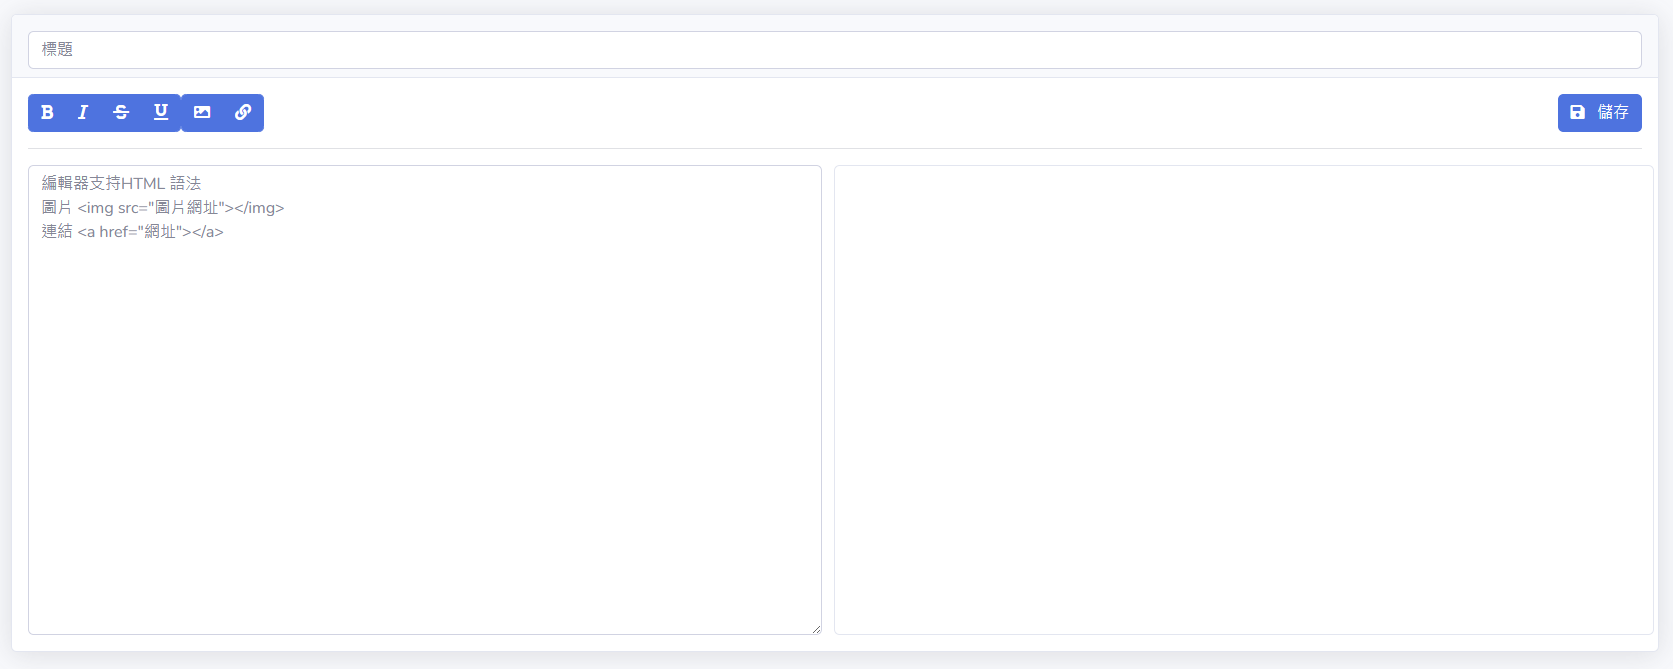 標題
B I S U
儲存
編輯器支持HTML 語法
圖片 <img src="圖片網址"></img>
連結 <a href="網址"></a>